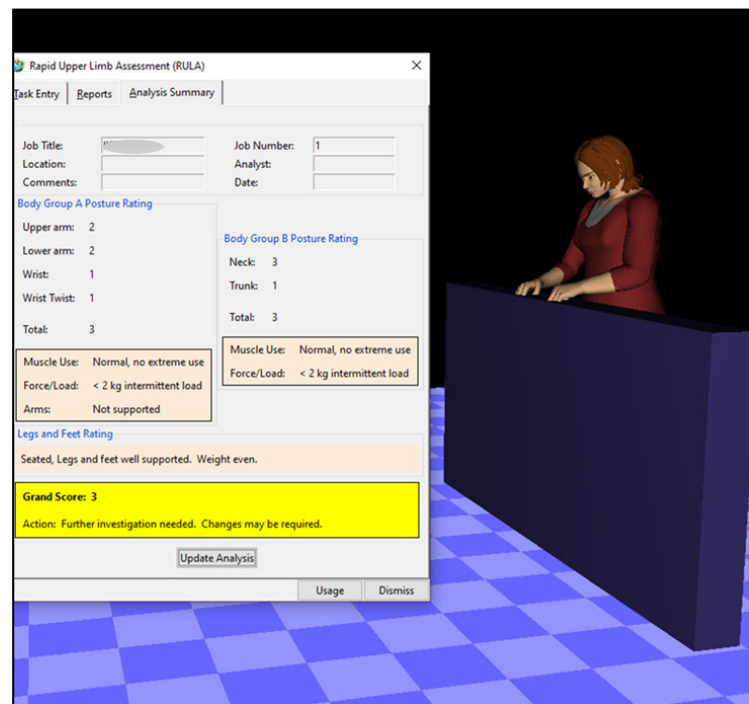 Rapid Upper Limb Assessment (RULA)
Task Entry Reports Analysis Summary
Job Title: Job Number: 1
Location: Analyst:
Comments: Date:
Body Group A Posture Rating
Upper arm: 2
Lower arm: 2
Wrist: 1
Wrist Twist: 1
Total: 3
Muscle Use: Normal, no extreme use
Force/Load: < 2 kg intermittent load
Arms: Not supported
Body Group B Posture Rating
Neck: 3
Trunk: 1
Total: 3
Muscle Use: Normal, no extreme use
Force/Load: < 2 kg intermittent load
Legs and Feet Rating
Seated, Legs and feet well supported. Weight even.
Grand Score: 3
Action: Further investigation needed. Changes may be required.
Update Analysis
Usage Dismiss